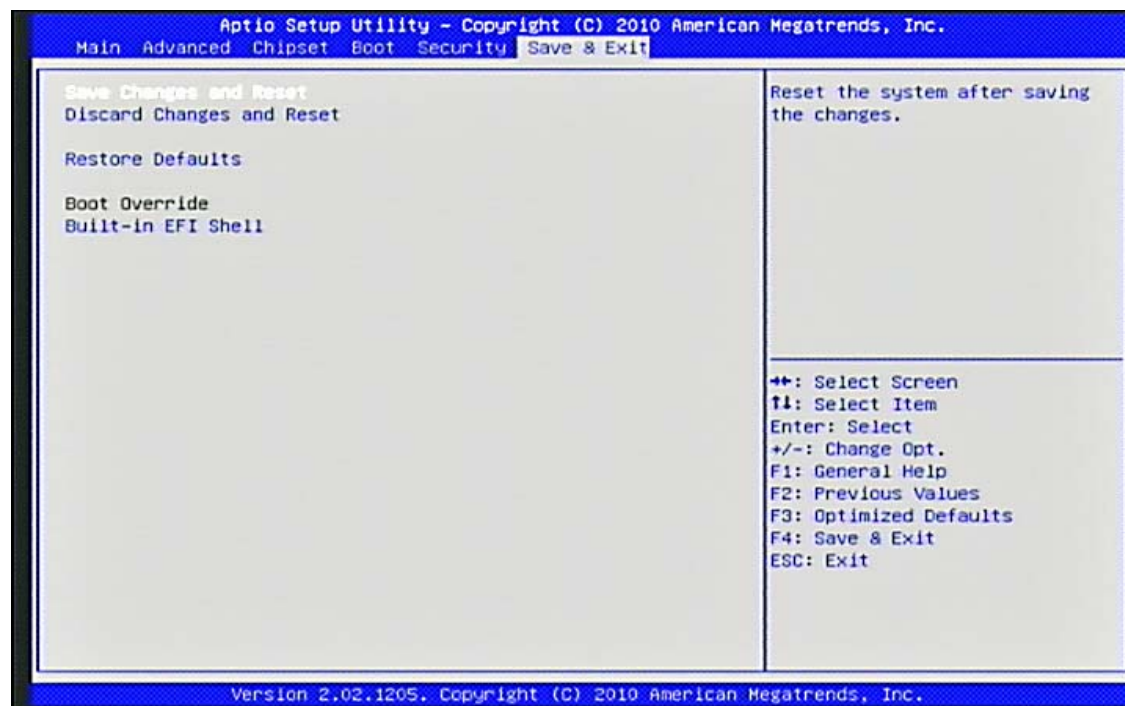 Aptio Setup Utility – Copyright (C) 2010 American Megatrends, Inc.
Main Advanced Chipset Boot Security Save & Exit
Save Changes and Reset
Discard Changes and Reset
Restore Defaults
Boot Override
Built-in EFI Shell
Reset the system after saving
the changes.
→←: Select Screen
↑↓: Select Item
Enter: Select
+/-: Change Opt.
F1: General Help
F2: Previous Values
F3: Optimized Defaults
F4: Save & Exit
ESC: Exit
Version 2.02.1205. Copyright (C) 2010 American Megatrends, Inc.